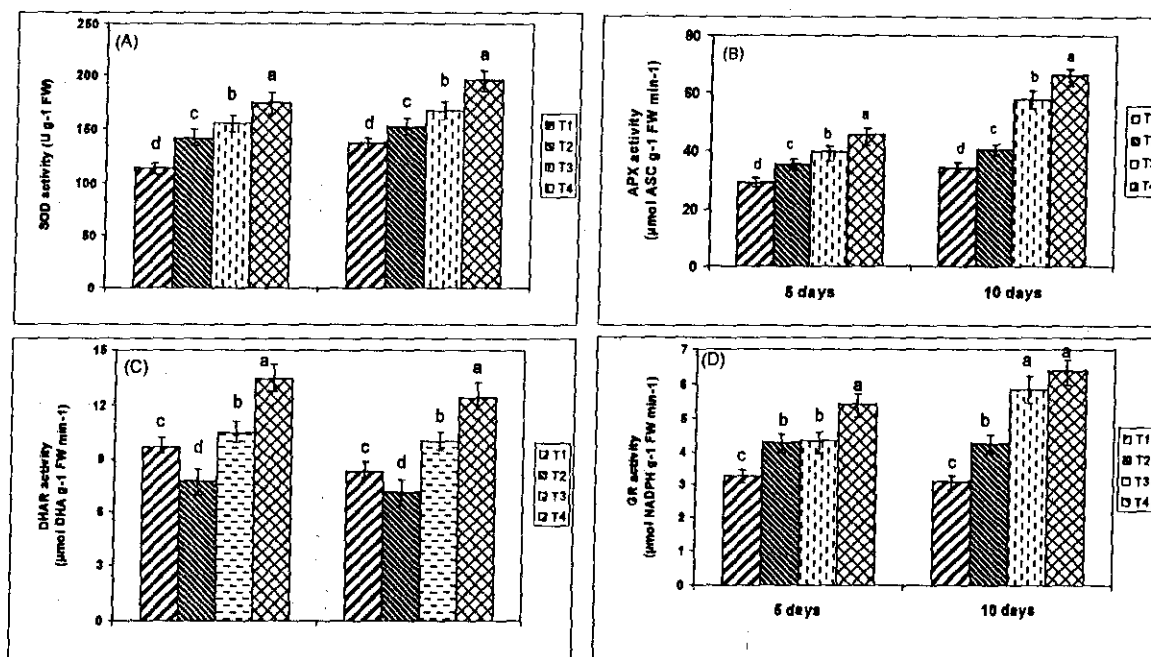 (A)
SOD activity (U g-1 FW)
250
200
150
100
50
0
d
c
b
a
d
c
b
a
T1
T2
T3
T4
(B)
APX activity
(µmol ASC g-1 FW min-1)
80
60
40
20
0
d
c
b
a
d
c
b
a
5 days
10 days
(C)
DHAR activity
(µmol DHA g-1 FW min-1)
15
12
9
6
3
0
c
d
b
a
c
d
b
a
T1
T2
T3
T4
(D)
GR activity
(µmol NADPH g-1 FW min-1)
7
6
5
4
3
2
1
0
c
b
b
a
c
b
a
a
5 days
10 days
T1
T2
T3
T4